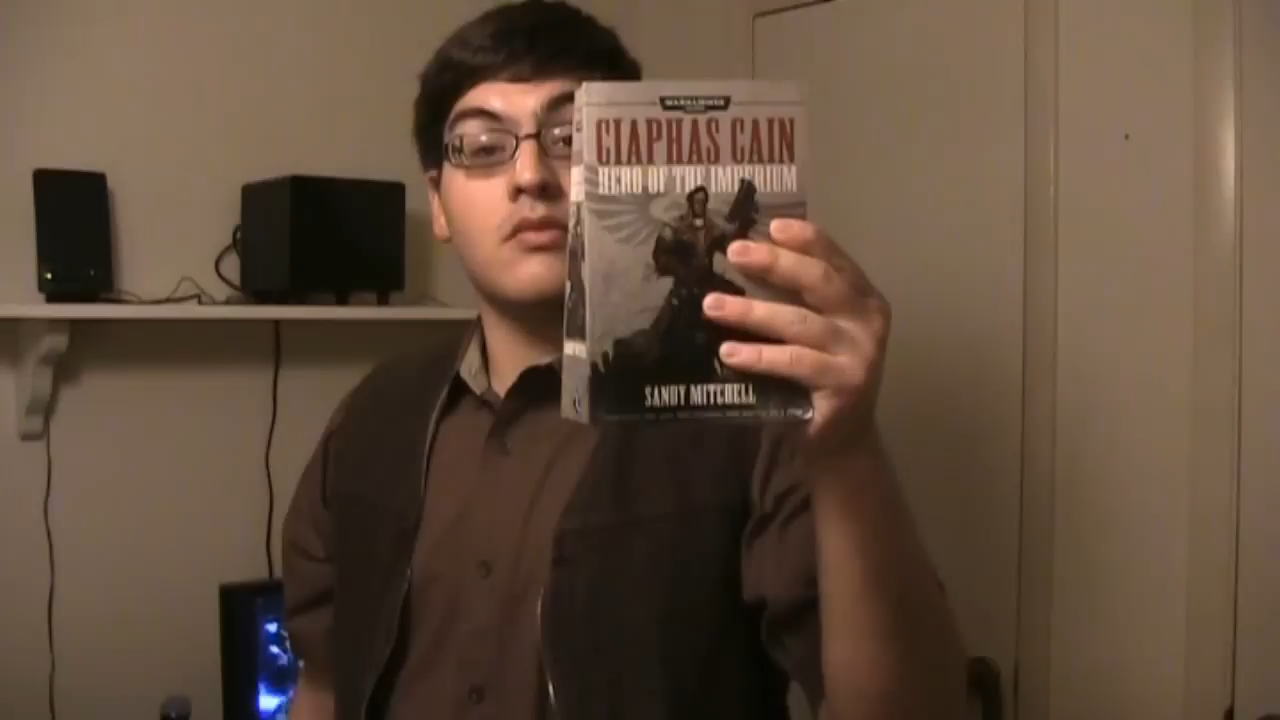 WARHAMMER
CIAPHAS CAIN
HERO OF THE IMPERIUM
SANDY MITCHELL